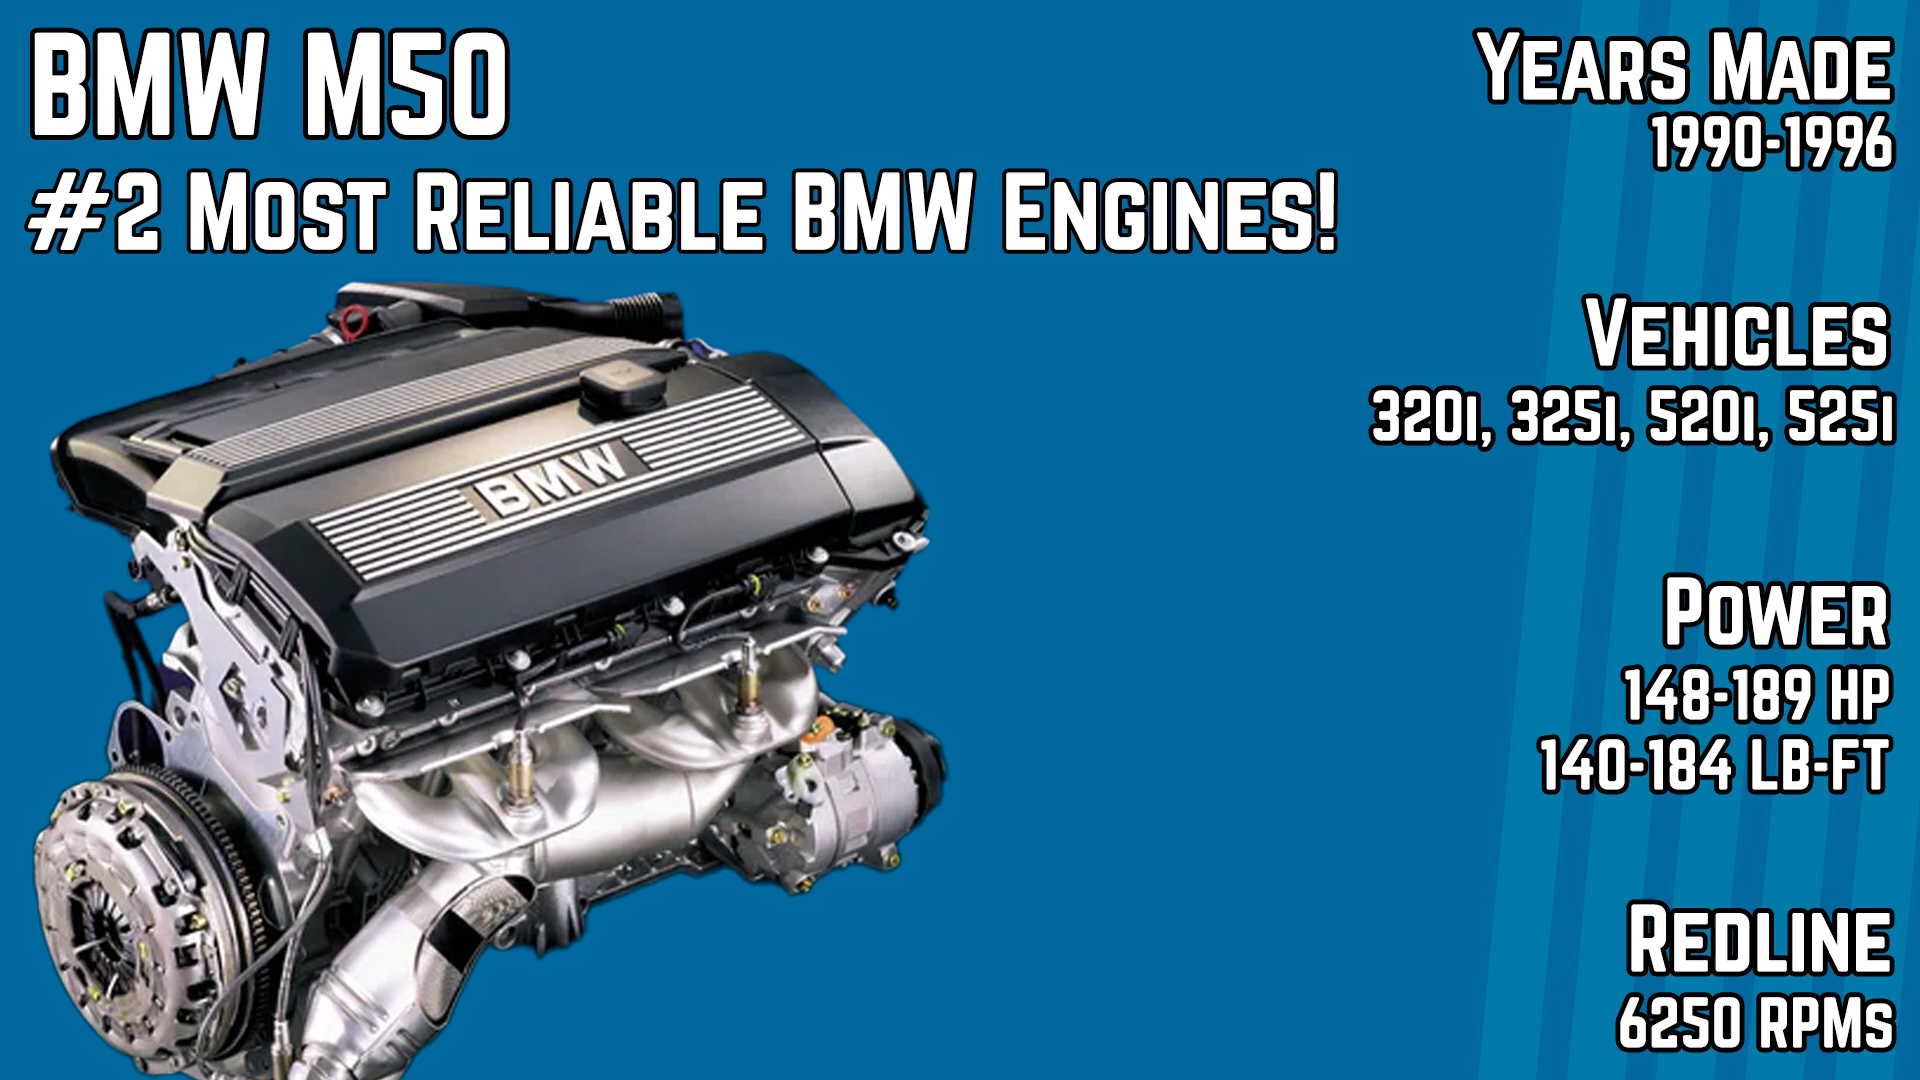 BMW M50
#2 Most Reliable BMW Engines!
BMW
Years Made
1990-1996
Vehicles
320i, 325i, 520i, 525i
Power
148-189 HP
140-184 LB-FT
Redline
6250 RPMs